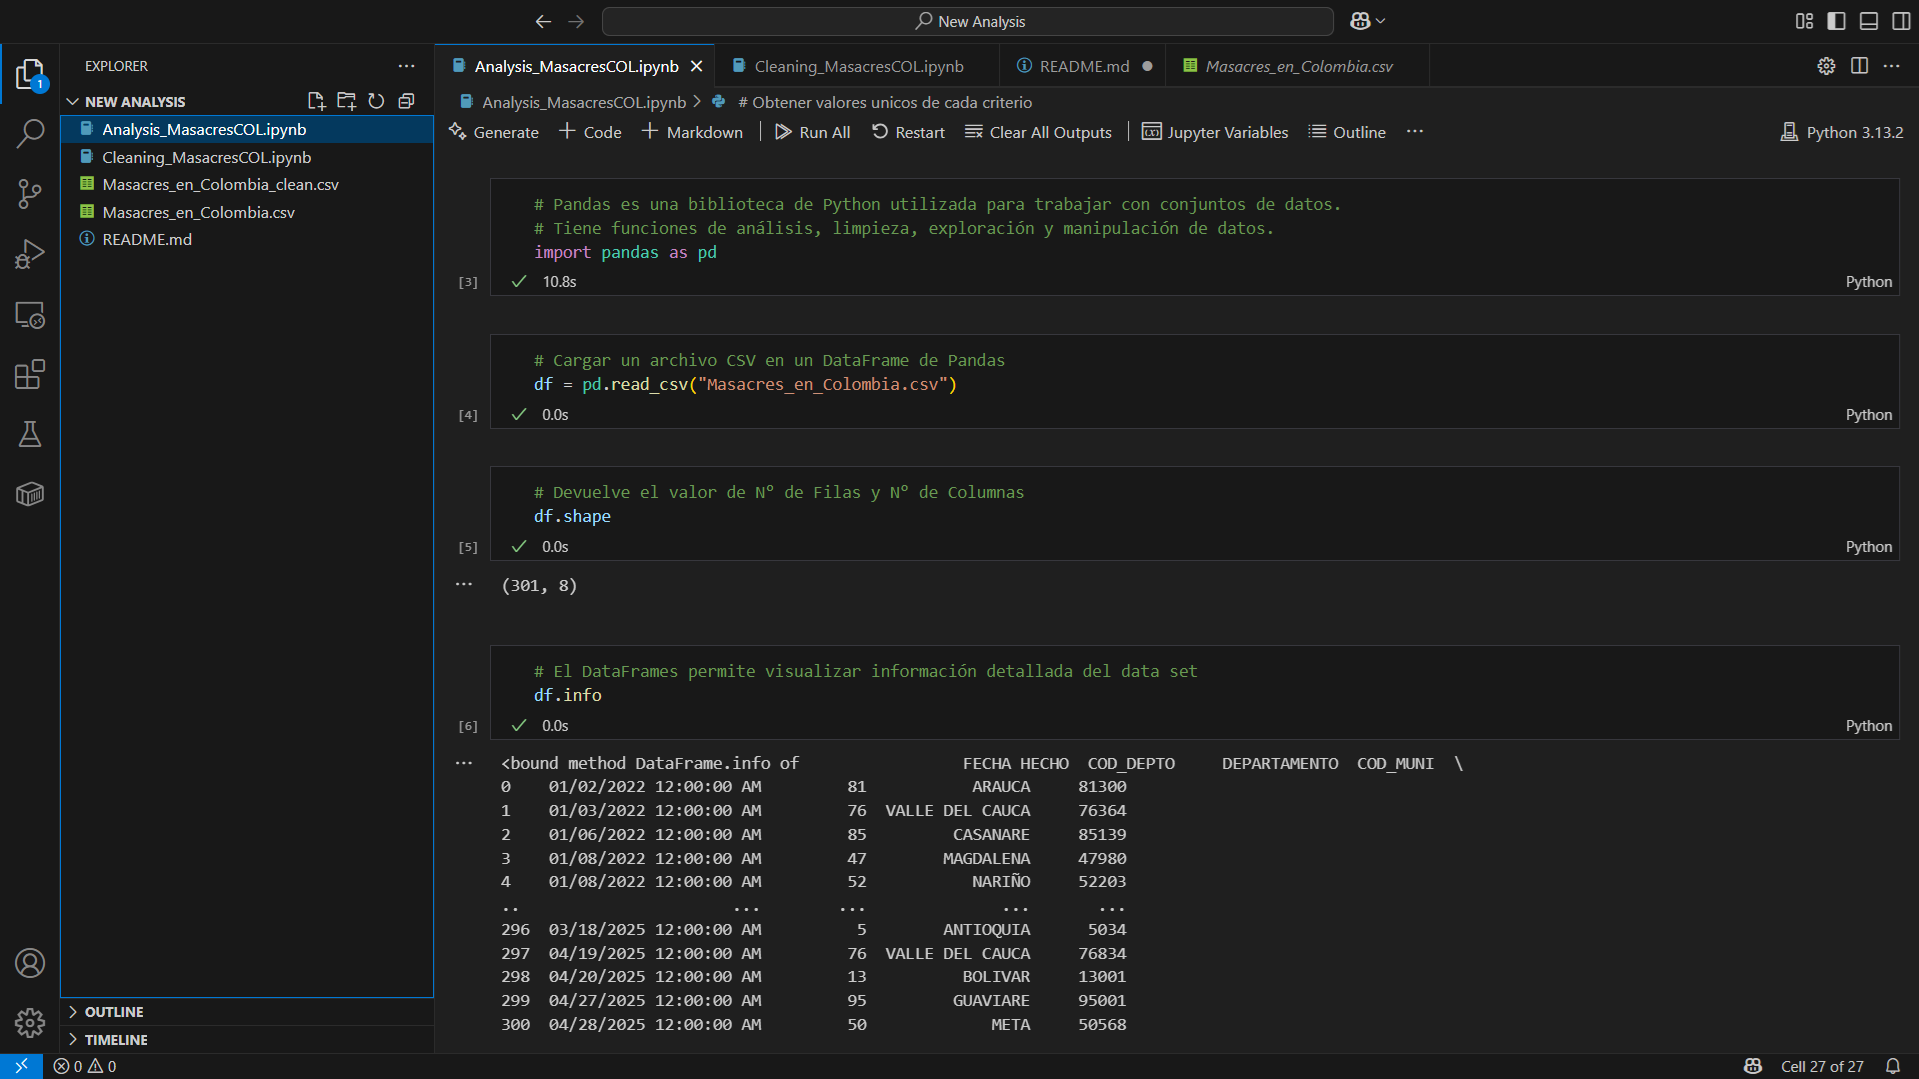 New Analysis
EXPLORER
NEW ANALYSIS
Analysis_MasacresCOL.ipynb
Cleaning_MasacresCOL.ipynb
Masacres_en_Colombia_clean.csv
Masacres_en_Colombia.csv
README.md
OUTLINE
TIMELINE
1
Analysis_MasacresCOL.ipynb
Cleaning_MasacresCOL.ipynb
README.md
Masacres_en_Colombia.csv
Analysis_MasacresCOL.ipynb > # Obtener valores unicos de cada criterio
Generate + Code + Markdown Run All Restart Clear All Outputs Jupyter Variables Outline ... Python 3.13.2
# Pandas es una biblioteca de Python utilizada para trabajar con conjuntos de datos.
# Tiene funciones de análisis, limpieza, exploración y manipulación de datos.
import pandas as pd
[3] 10.8s Python
# Cargar un archivo CSV en un DataFrame de Pandas
df = pd.read_csv("Masacres_en_Colombia.csv")
[4] 0.0s Python
# Devuelve el valor de Nº de Filas y Nº de Columnas
df.shape
[5] 0.0s Python
(301, 8)
# El DataFrames permite visualizar información detallada del data set
df.info
[6] 0.0s Python
<bound method DataFrame.info of FECHA HECHO COD_DEPTO DEPARTAMENTO COD_MUNI \
0 01/02/2022 12:00:00 AM 81 ARAUCA 81300
1 01/03/2022 12:00:00 AM 76 VALLE DEL CAUCA 76364
2 01/06/2022 12:00:00 AM 85 CASANARE 85139
3 01/08/2022 12:00:00 AM 47 MAGDALENA 47980
4 01/08/2022 12:00:00 AM 52 NARIÑO 52203
.. ... ... ... ...
296 03/18/2025 12:00:00 AM 5 ANTIOQUIA 5034
297 04/19/2025 12:00:00 AM 76 VALLE DEL CAUCA 76834
298 04/20/2025 12:00:00 AM 13 BOLIVAR 13001
299 04/27/2025 12:00:00 AM 95 GUAVIARE 95001
300 04/28/2025 12:00:00 AM 50 META 50568
0 0 Cell 27 of 27